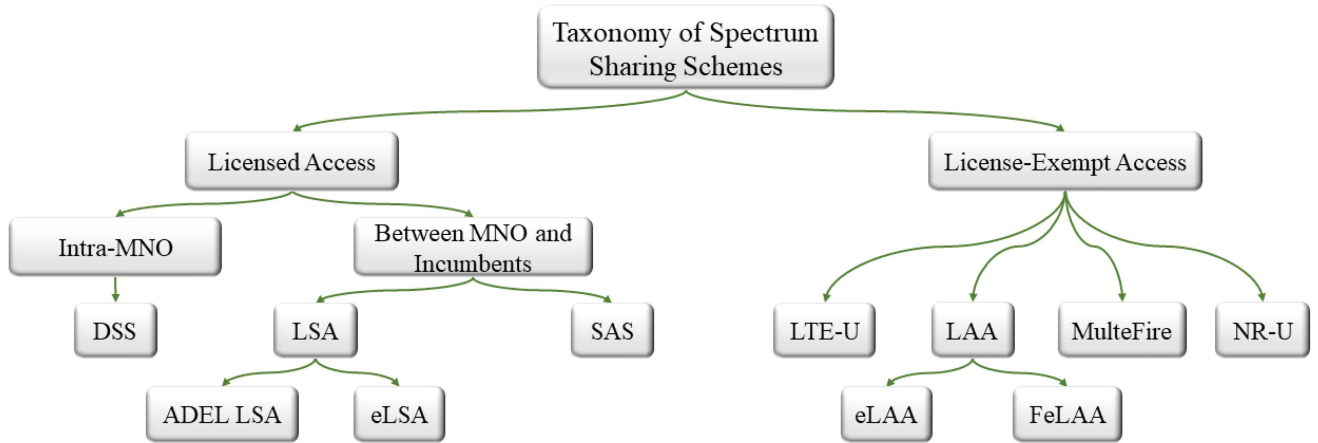 Taxonomy of Spectrum
Sharing Schemes
Licensed Access
License-Exempt Access
Intra-MNO
Between MNO and
Incumbents
DSS
LSA
SAS
LTE-U
LAA
MulteFire
NR-U
ADEL LSA
eLSA
eLAA
FeLAA